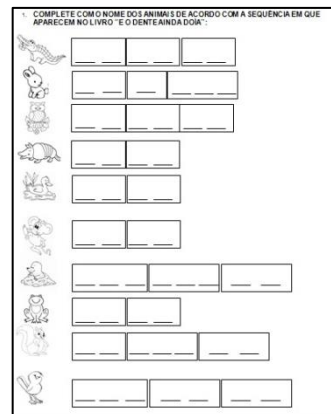 1. COMPLETE COM O NOME DOS ANIMAIS DE ACORDO COM A SEQUÊNCIA EM QUE
APARECEM NO LIVRO "E O DENTE AINDA DOÍA":